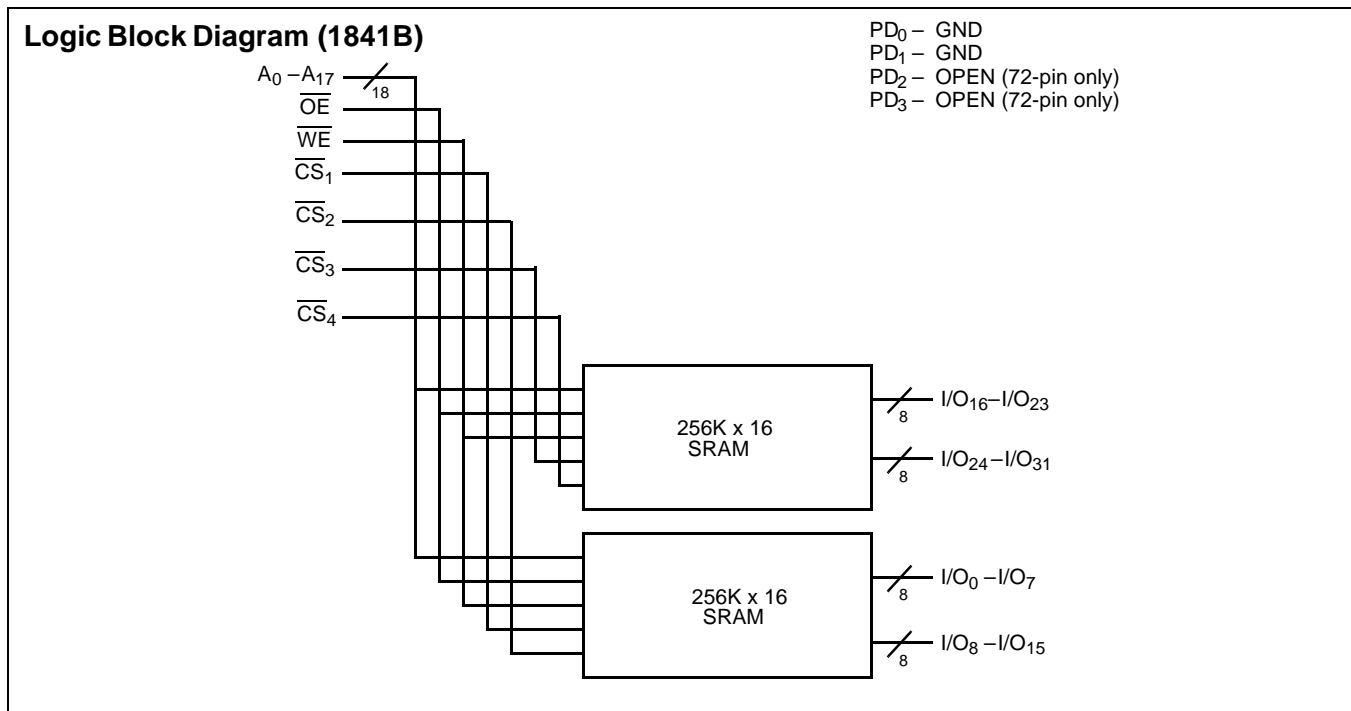 Logic Block Diagram (1841B)
PD0 – GND
PD1 – GND
PD2 – OPEN (72-pin only)
PD3 – OPEN (72-pin only)
A0 – A17
18
OE
WE
CS1
CS2
CS3
CS4
256K x 16
SRAM
8
I/O16–I/O23
8
I/O24 – I/O31
256K x 16
SRAM
8
I/O0 – I/O7
8
I/O8 – I/O15